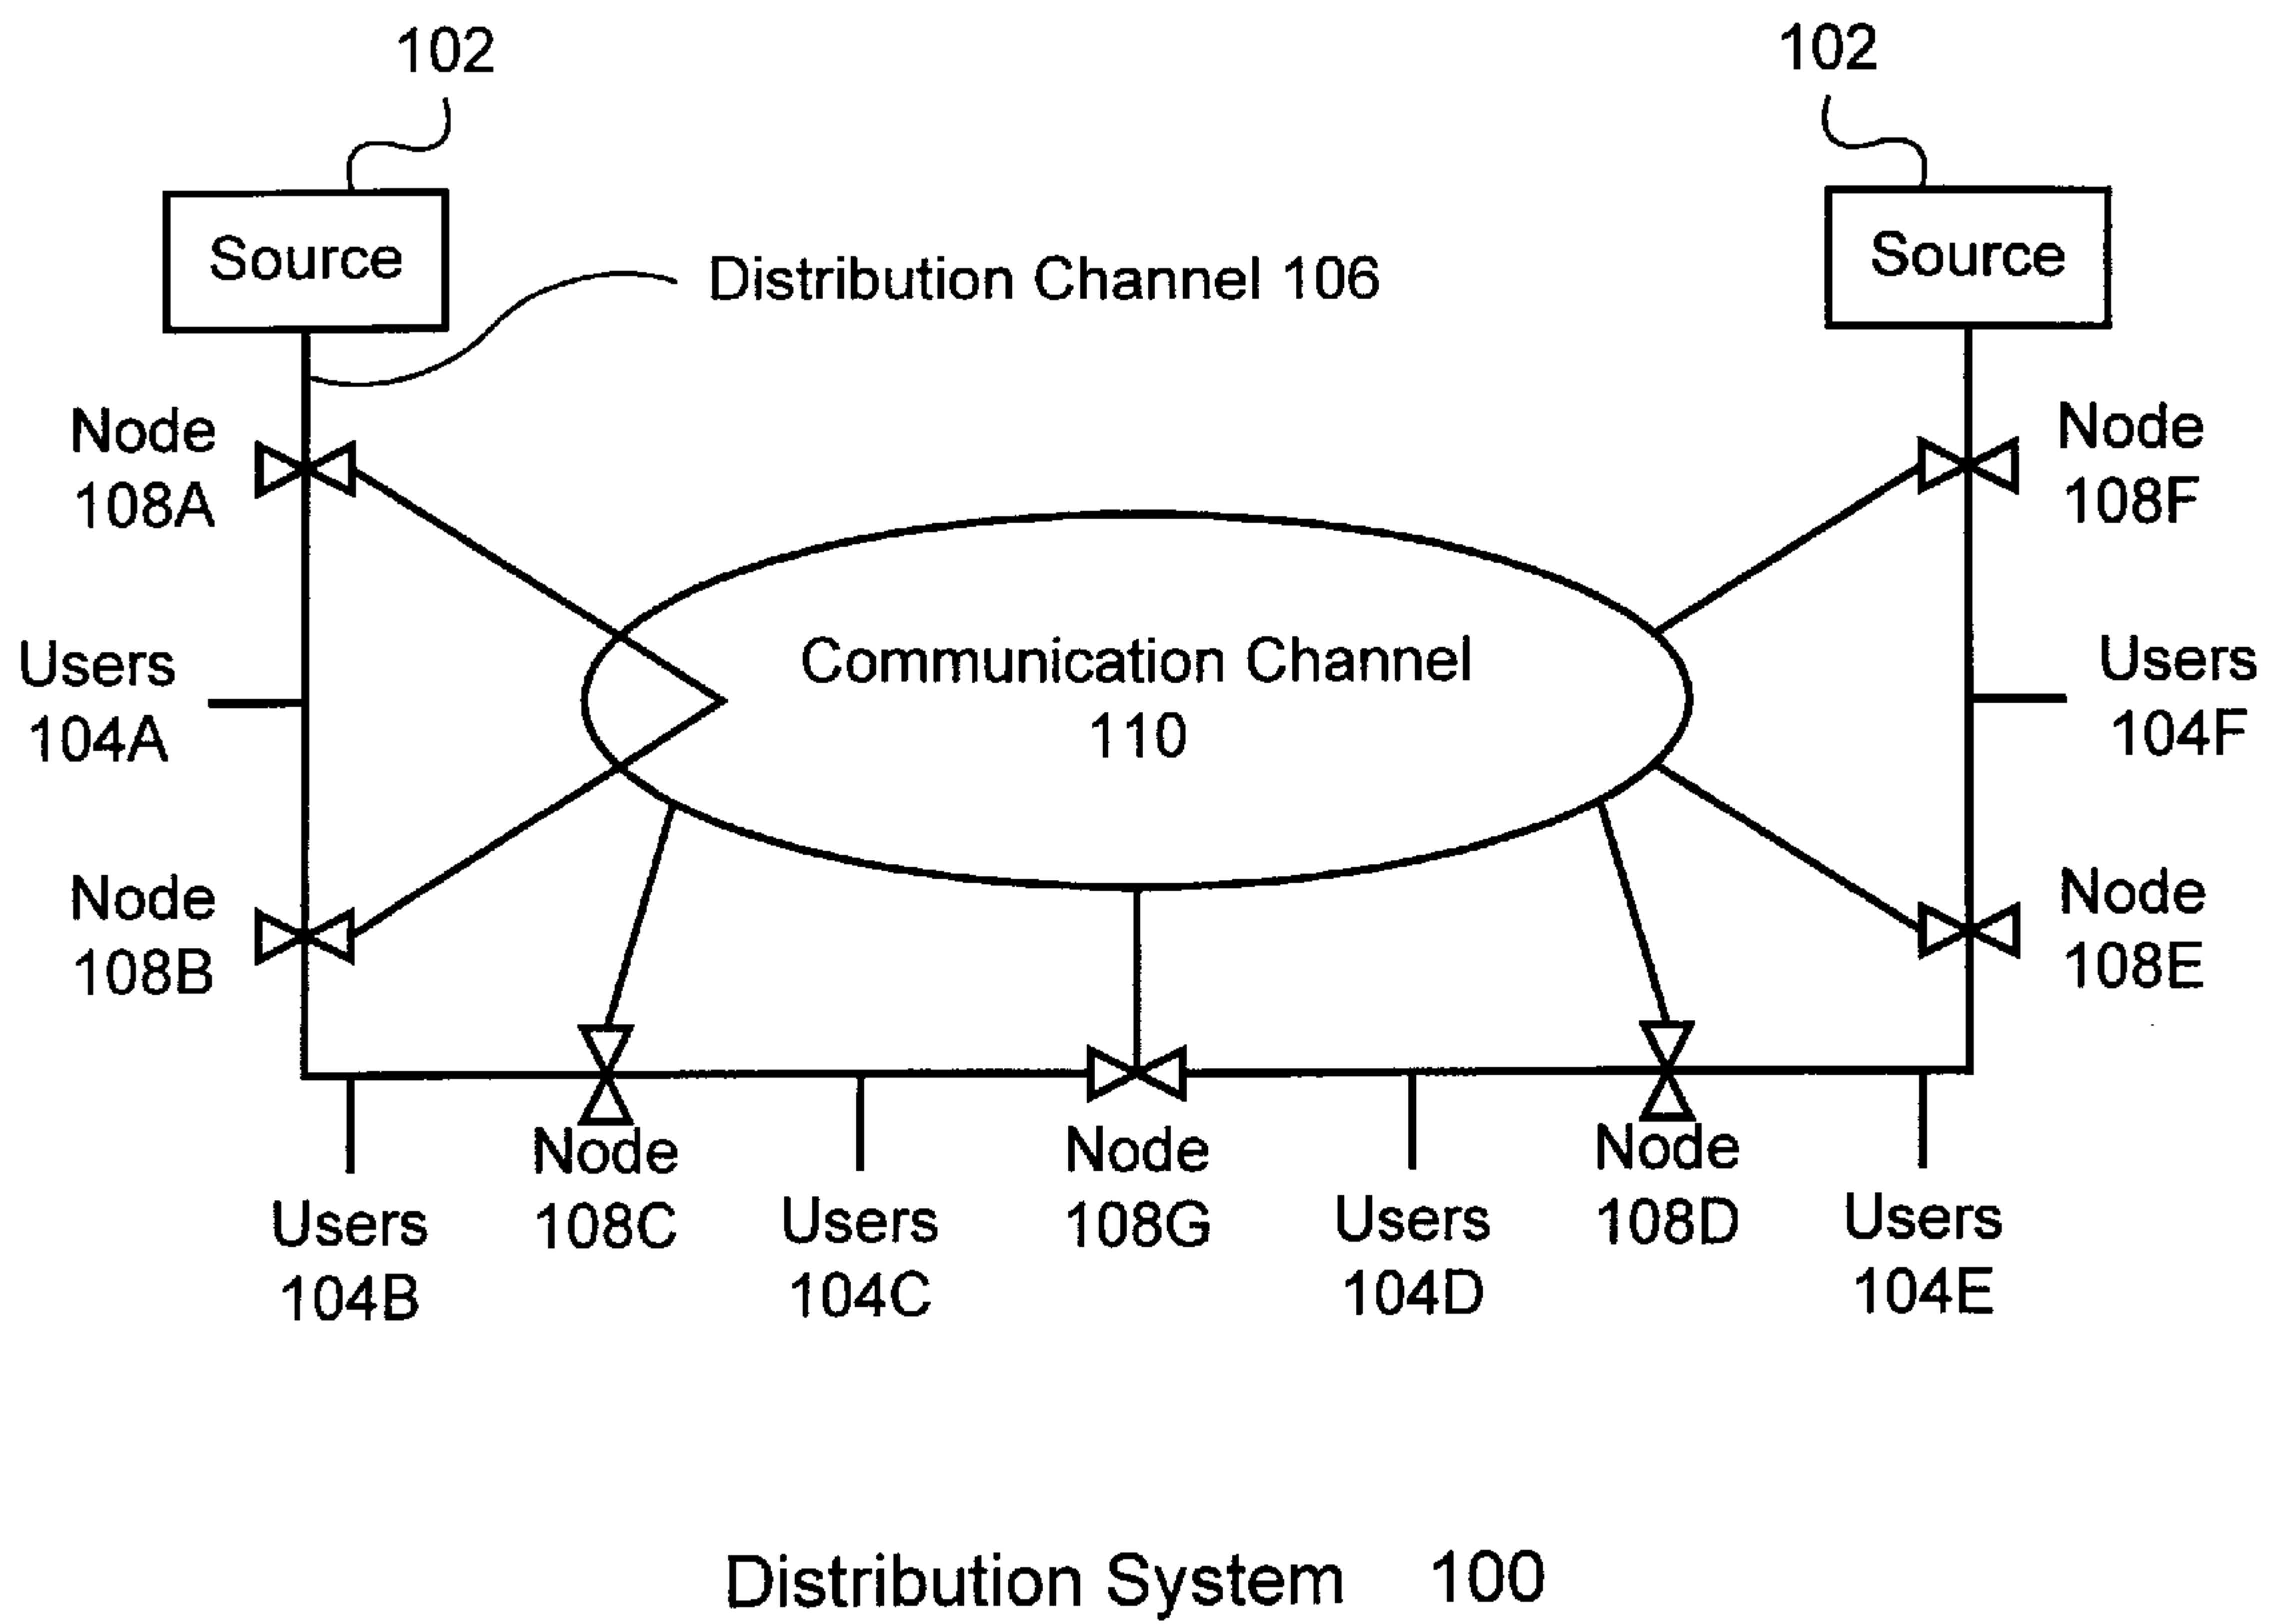 102
102
Source
Source
Distribution Channel 106
Node
108A
Node
108F
Users
104A
Communication Channel
110
Users
104F
Node
108B
Node
108E
Node
108C
Node
108G
Node
108D
Users
104B
Users
104C
Users
104D
Users
104E
Distribution System 100